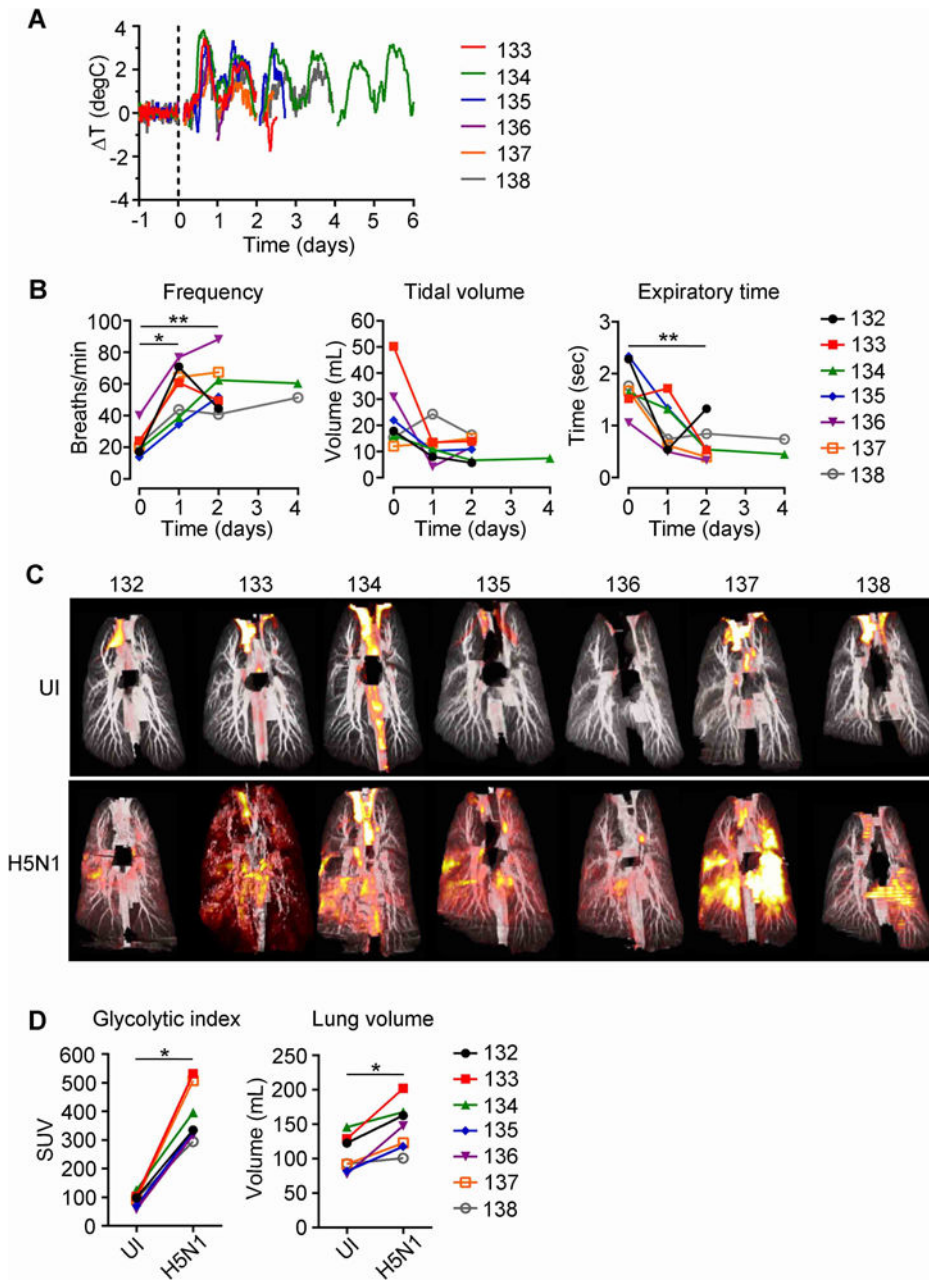 A
ΔT (degC)
4
2
0
-2
-4
-1 0 1 2 3 4 5 6
Time (days)
133
134
135
136
137
138
B
Frequency
Breaths/min
100
80
60
40
20
0
0 1 2 3 4
Time (days)
**
*
Tidal volume
Volume (mL)
60
50
40
30
20
10
0
0 1 2 3 4
Time (days)
Expiratory time
Time (sec)
3
2
1
0
0 1 2 3 4
Time (days)
**
132
133
134
135
136
137
138
C
132 133 134 135 136 137 138
UI
H5N1
D
Glycolytic index
SUV
600
500
400
300
200
100
0
UI H5N1
*
Lung volume
Volume (mL)
250
200
150
100
50
0
UI H5N1
*
132
133
134
135
136
137
138